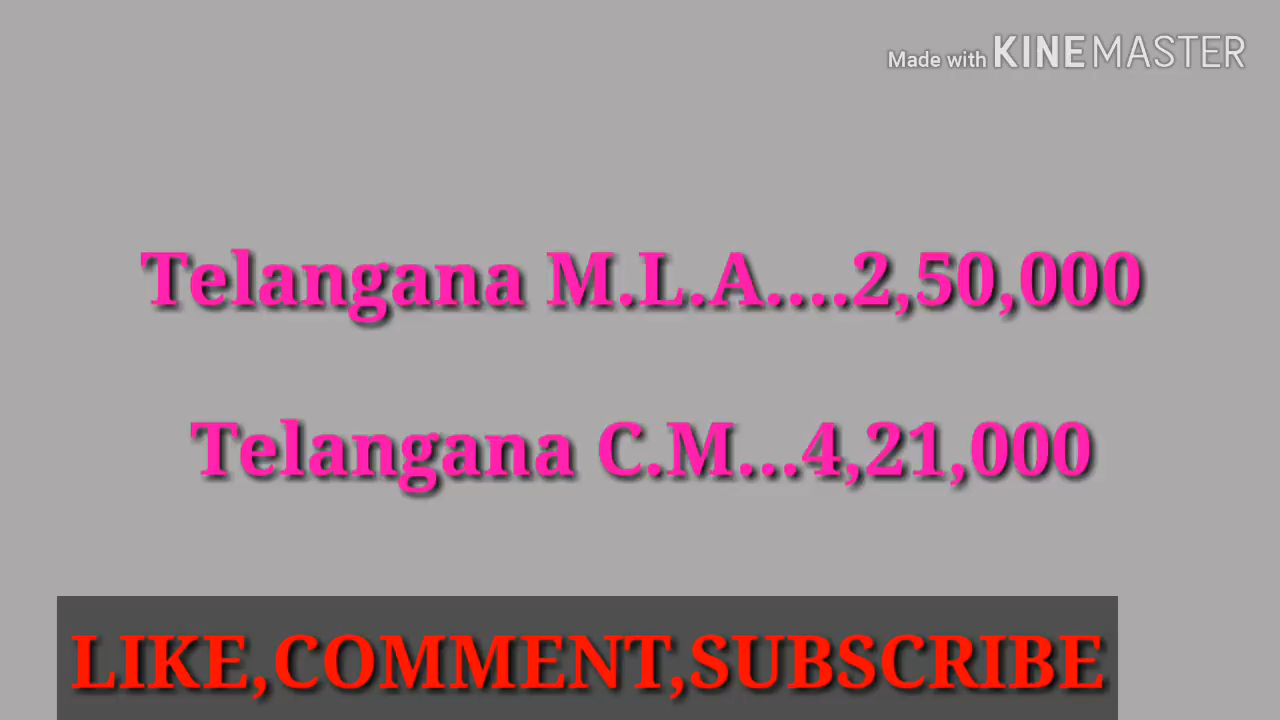 Made with KINEMASTER
Telangana M.L.A....2,50,000
Telangana C.M...4,21,000
LIKE,COMMENT,SUBSCRIBE